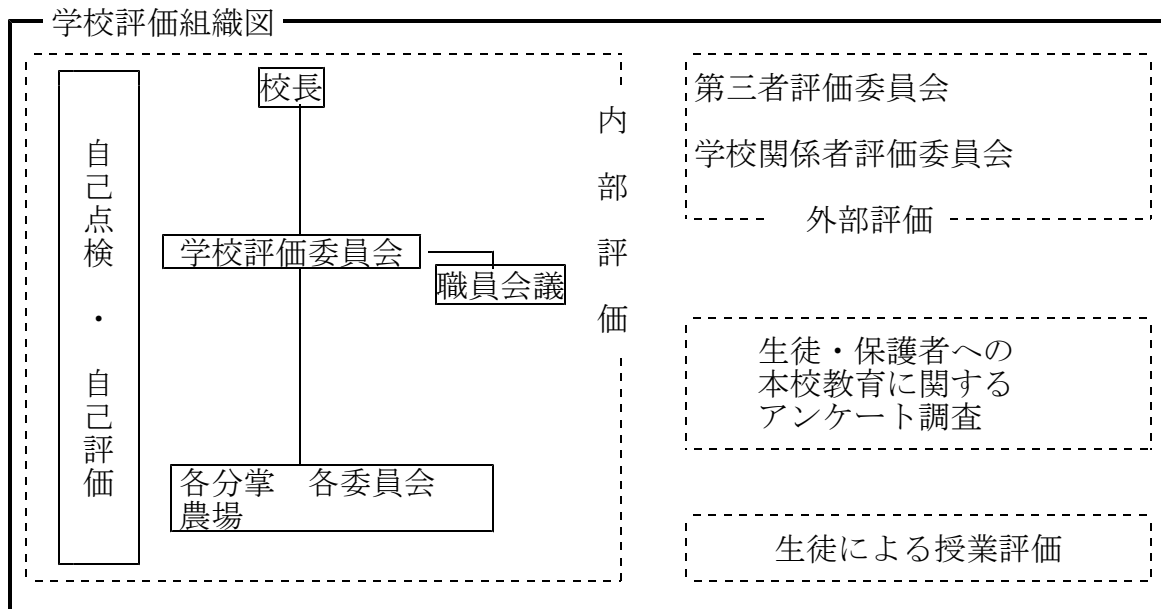 学校評価組織図
校長
自己点検・自己評価
学校評価委員会
職員会議
各分掌　各委員会
農場
内部評価
第三者評価委員会
学校関係者評価委員会
外部評価
生徒・保護者への
本校教育に関する
アンケート調査
生徒による授業評価